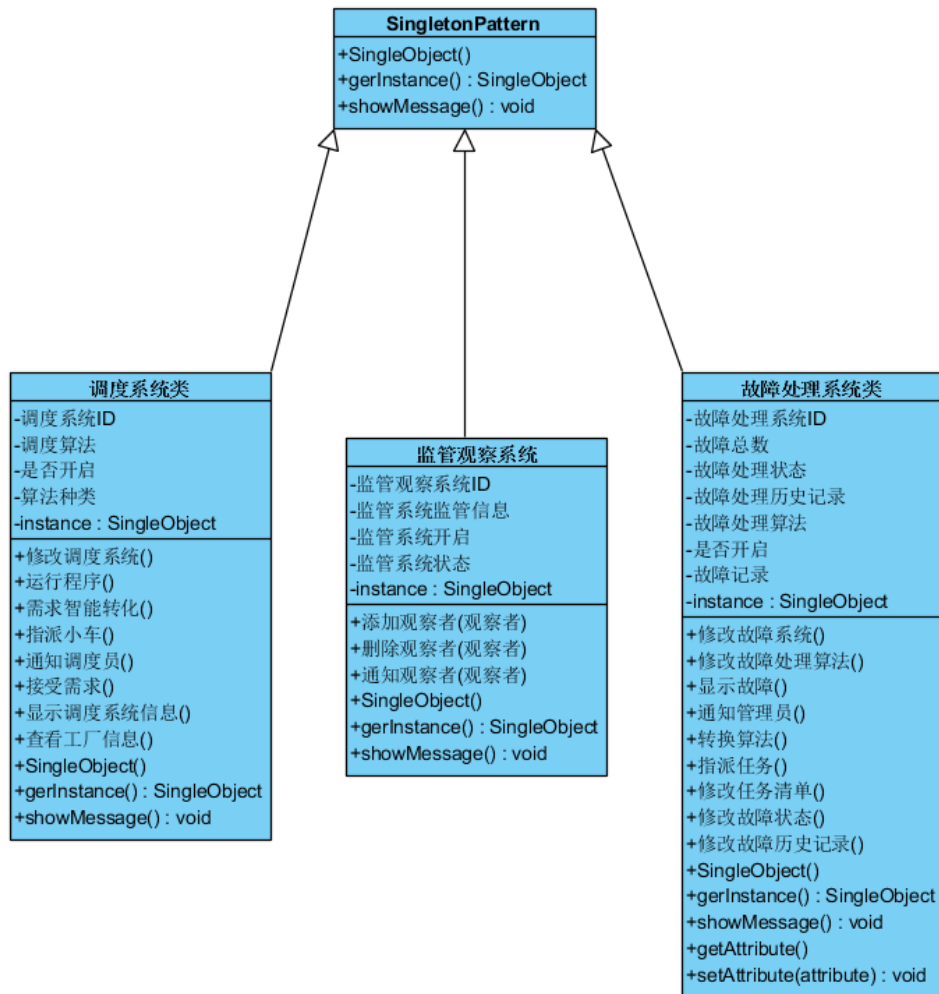 SingletonPattern
+SingleObject()
+gerInstance() : SingleObject
+showMessage() : void
调度系统类
-调度系统ID
-调度算法
-是否开启
-算法种类
-instance : SingleObject
+修改调度系统()
+运行程序()
+需求智能转化()
+指派小车()
+通知调度员()
+接受需求()
+显示调度系统信息()
+查看工厂信息()
+SingleObject()
+gerInstance() : SingleObject
+showMessage() : void
监管观察系统
-监管观察系统ID
-监管系统监管信息
-监管系统开启
-监管系统状态
-instance : SingleObject
+添加观察者(观察者)
+删除观察者(观察者)
+通知观察者(观察者)
+SingleObject()
+gerInstance() : SingleObject
+showMessage() : void
故障处理系统类
-故障处理系统ID
-故障总数
-故障处理状态
-故障处理历史记录
-故障处理算法
-是否开启
-故障记录
-instance : SingleObject
+修改故障系统()
+修改故障处理算法()
+显示故障()
+通知管理员()
+转换算法()
+指派任务()
+修改任务清单()
+修改故障状态()
+修改故障历史记录()
+SingleObject()
+gerInstance() : SingleObject
+showMessage() : void
+getAttribute()
+setAttribute(attribute) : void